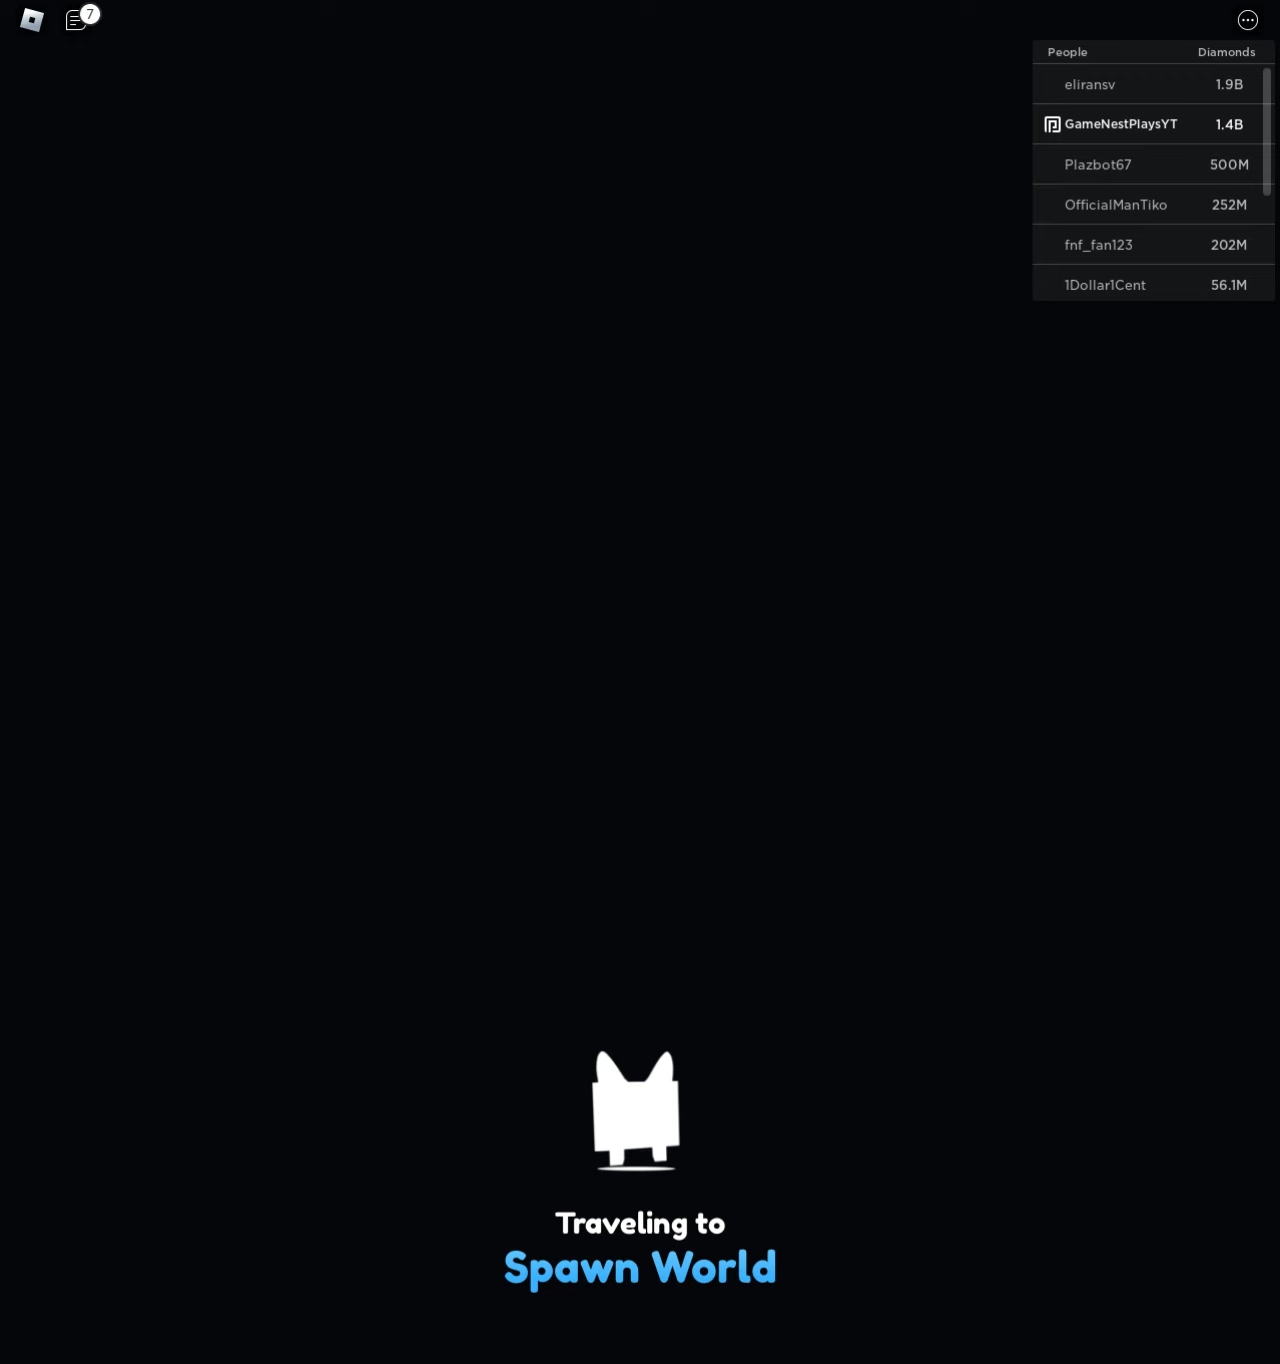 7
People Diamonds
eliransv 1.9B
GameNestPlaysYT 1.4B
Plazbot67 500M
OfficialManTiko 252M
fnf_fan123 202M
1Dollar1Cent 56.1M
Traveling to
Spawn World